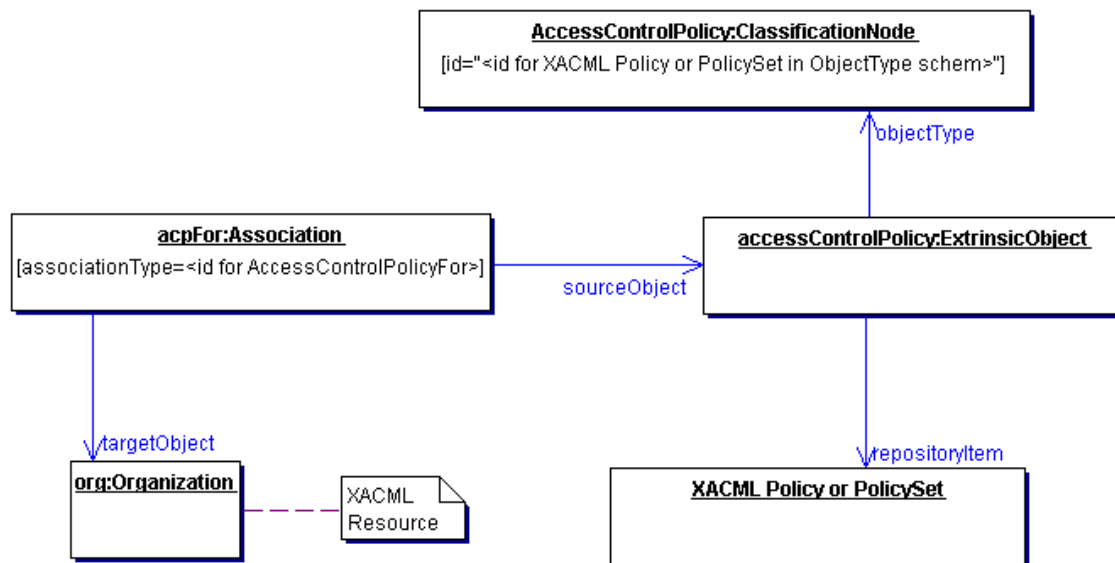 AccessControlPolicy:ClassificationNode
[id="<id for XACML Policy or PolicySet in ObjectType schem>"]
objectType
acpFor:Association
[associationType=<id for AccessControlPolicyFor>]
sourceObject
accessControlPolicy:ExtrinsicObject
targetObject
repositoryItem
org:Organization
XACML
Resource
XACML Policy or PolicySet